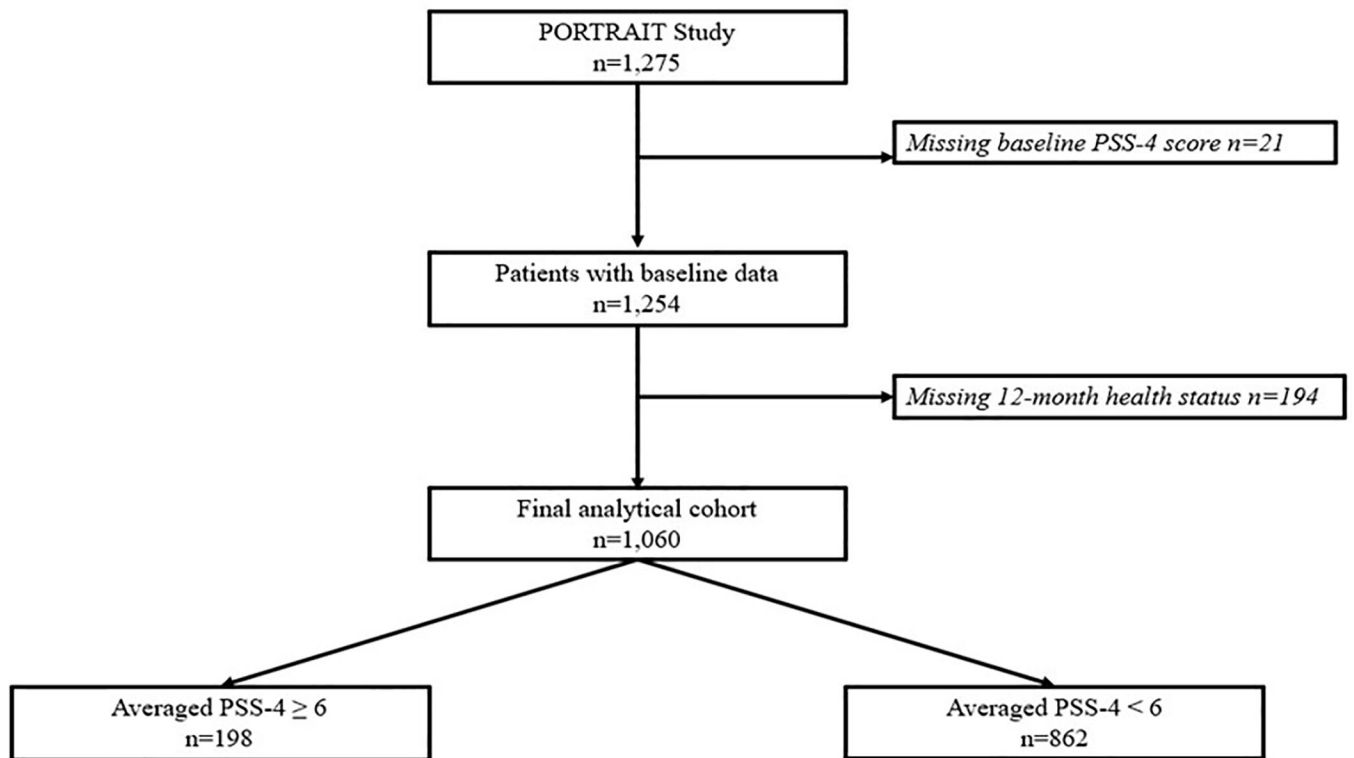 PORTRAIT Study
n=1,275
Missing baseline PSS-4 score n=21
Patients with baseline data
n=1,254
Missing 12-month health status n=194
Final analytical cohort
n=1,060
Averaged PSS-4 ≥ 6
n=198
Averaged PSS-4 < 6
n=862